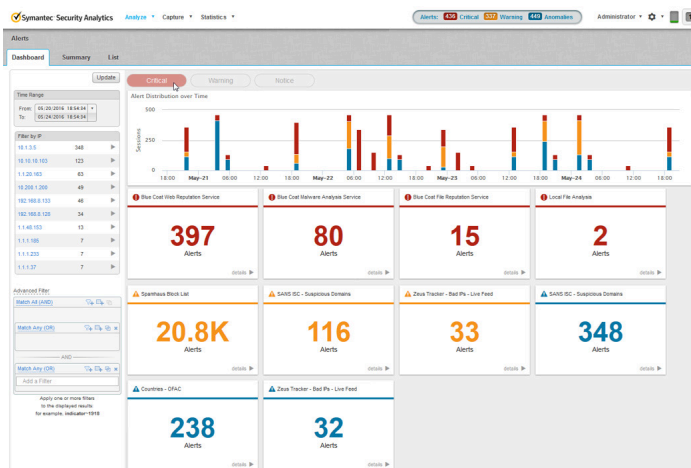 Symantec Security Analytics Analyze Capture Statistics Alerts: 436 Critical 537 Warning 449 Anomalies Administrator
Alerts
Dashboard Summary List
Update
Critical Warning Notice
Time Range
From: 05/20/2016 18:54:34
To: 05/24/2016 18:54:34
Filter by IP
10.1.3.5 348
10.10.10.103 123
1.1.20.183 63
10.250.1.200 49
192.168.0.133 46
192.168.0.120 34
1.1.40.153 13
1.1.1.105 7
1.1.1.233 7
1.1.1.37 7
Advanced Filter
Match All (AND)
Match Any (OR)
AND
Match Any (OR)
Add a Filter
Apply one or more filters
to the displayed results
for example, indicator=1010
Alert Distribution over Time
Sessions
500
250
0
18:00 May-21 06:00 12:00 18:00 May-22 06:00 12:00 18:00 May-23 06:00 12:00 18:00 May-24 06:00 12:00 18:00
Blue Coat Web Reputation Service
397
Alerts
details
Blue Coat Malware Analysis Service
80
Alerts
details
Blue Coat File Reputation Service
15
Alerts
details
Local File Analysis
2
Alerts
details
Spamhaus Block List
20.8K
Alerts
details
SANS ISC - Suspicious Domains
116
Alerts
details
Zeus Tracker - Bad IPs - Live Feed
33
Alerts
details
SANS ISC - Suspicious Domains
348
Alerts
details
Countries - OFAC
238
Alerts
details
Zeus Tracker - Bad IPs - Live Feed
32
Alerts
details